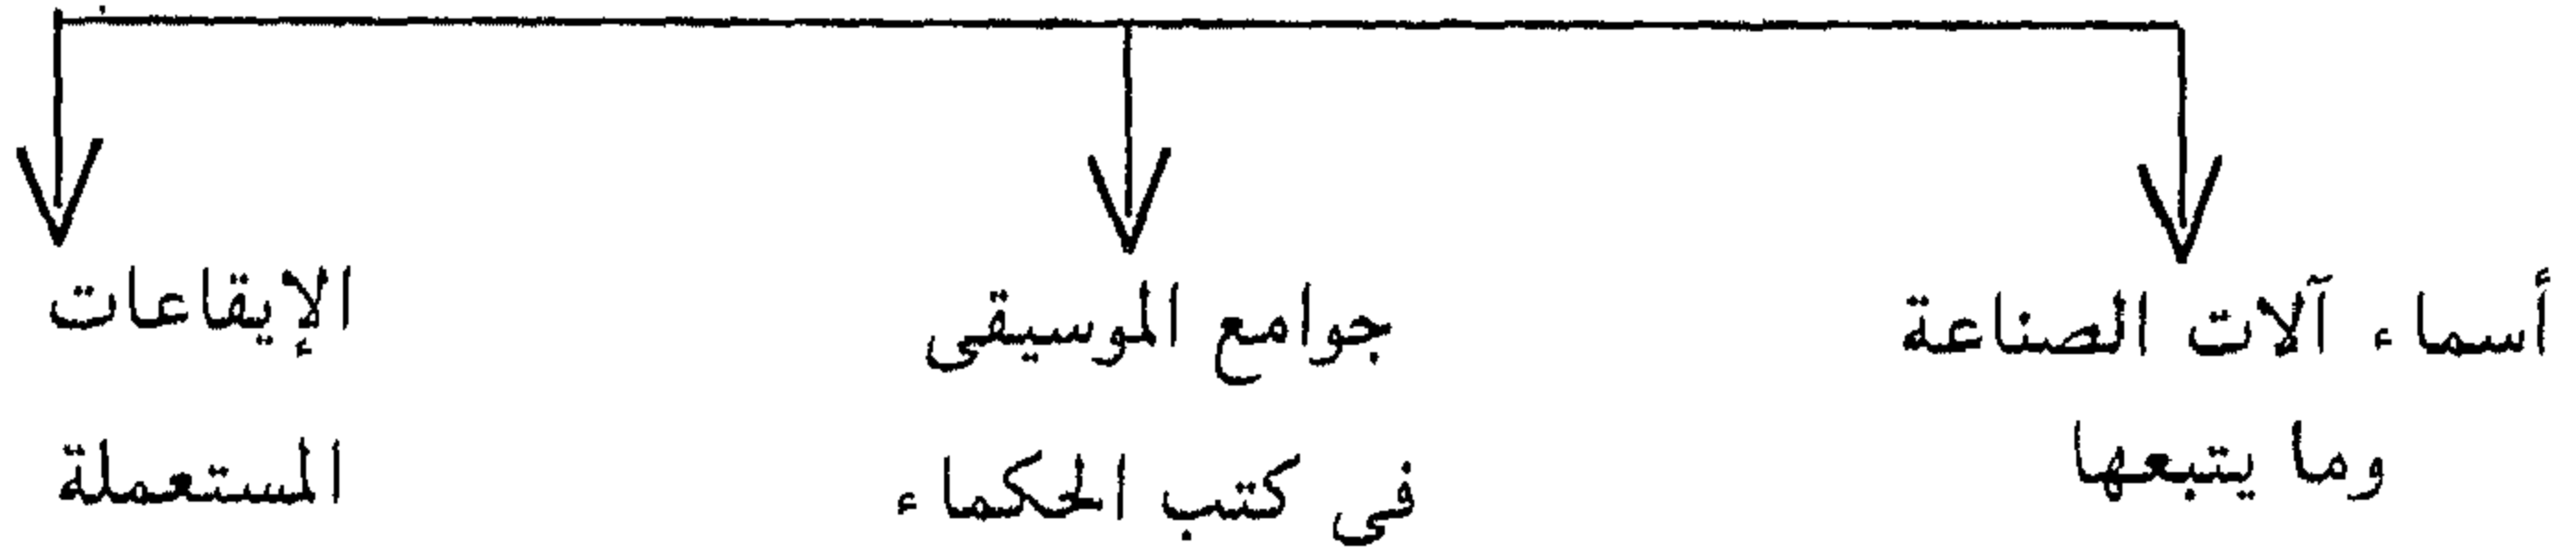 أسماء آلات الصناعة
وما يتبعها
جوامع الموسيقى
فى كتب الحكماء
الإيقاعات
المستعملة